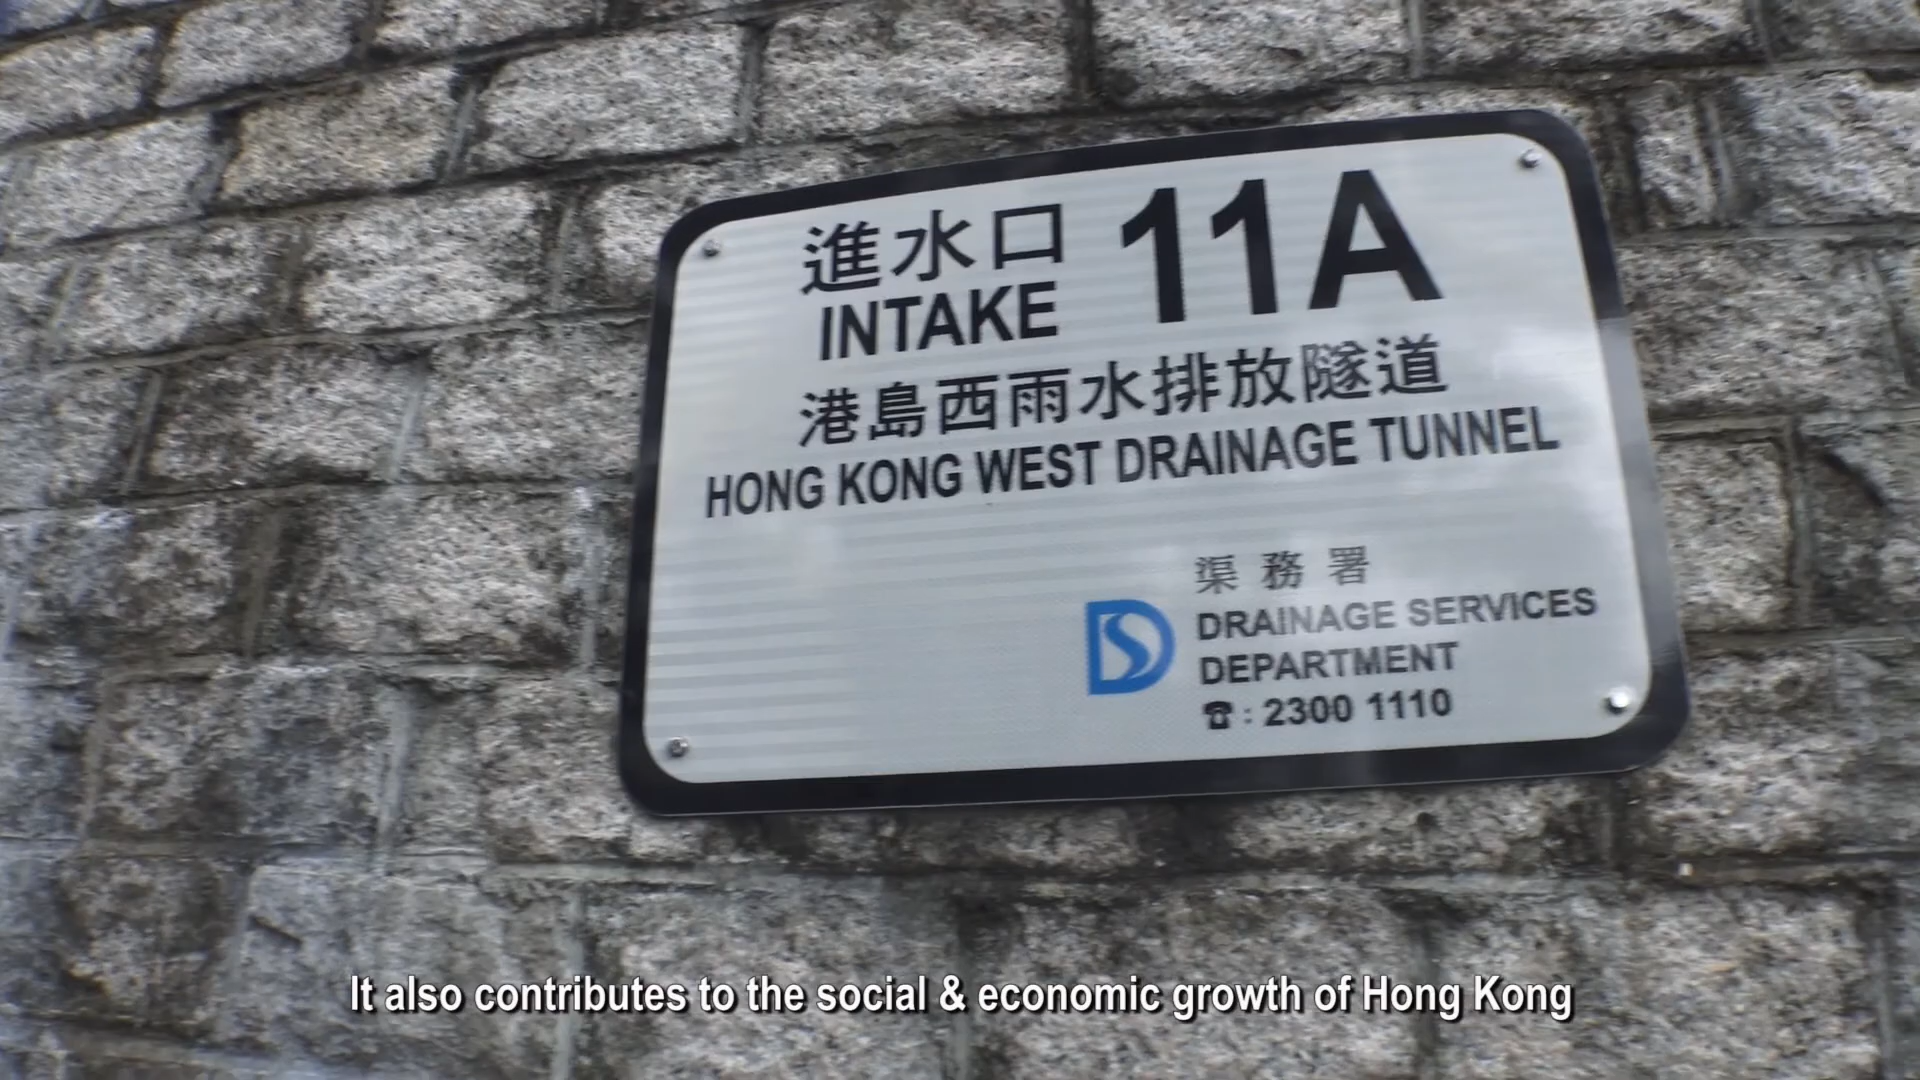 進水口 11A
INTAKE
港島西雨水排放隧道
HONG KONG WEST DRAINAGE TUNNEL
渠務署
DRAINAGE SERVICES
DEPARTMENT
☎ : 2300 1110
It also contributes to the social & economic growth of Hong Kong